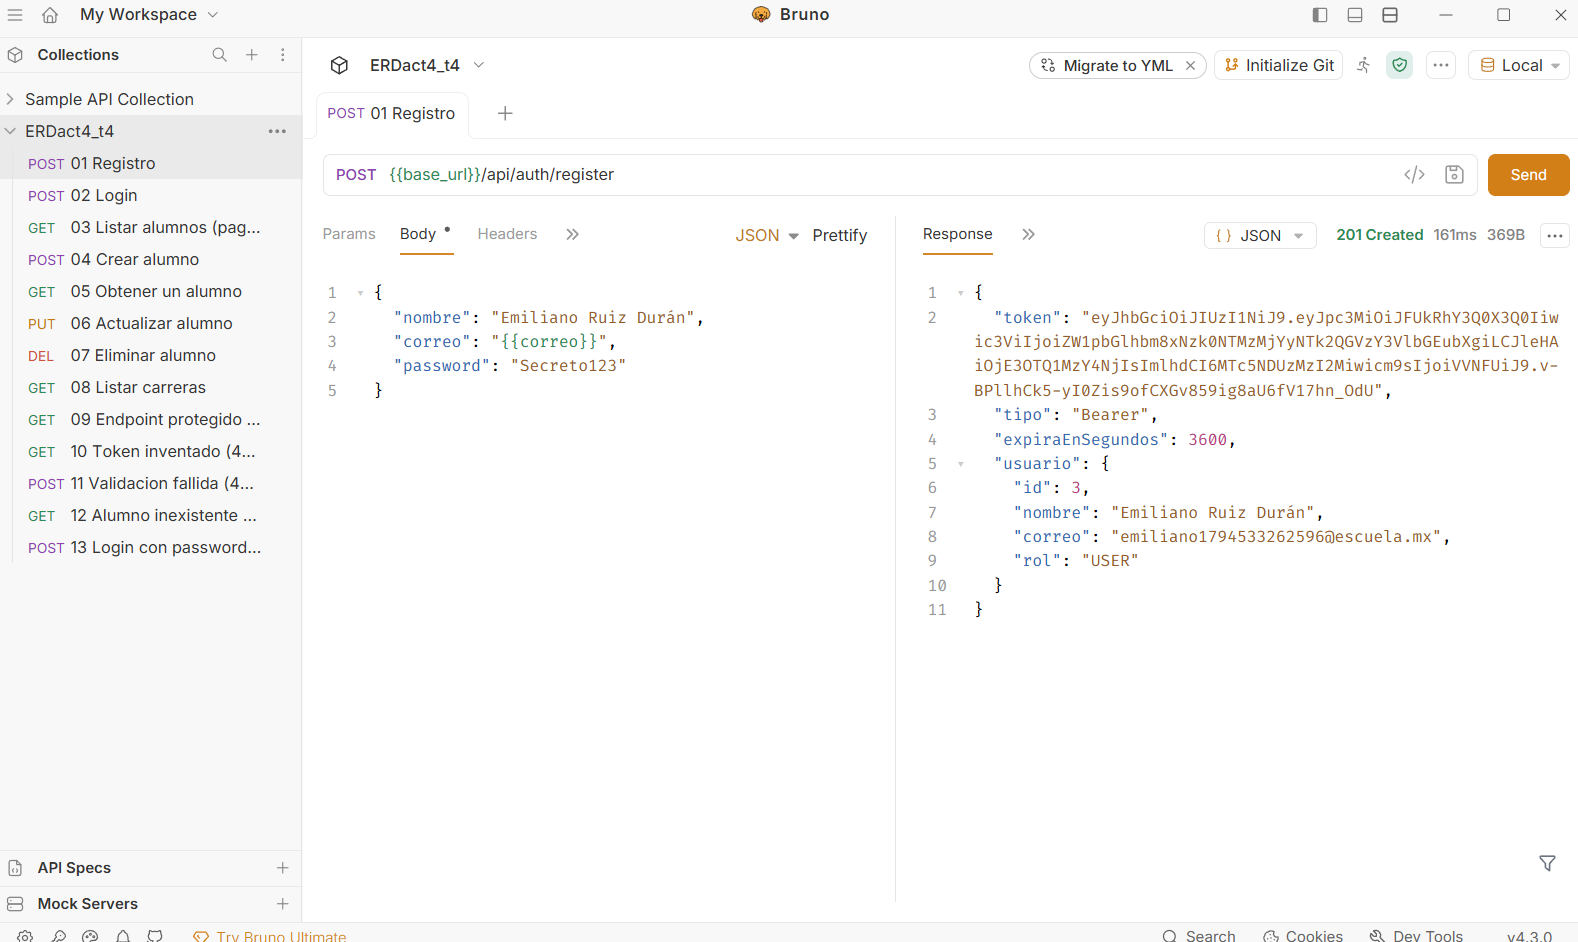 My Workspace
Bruno
Collections
ERDact4_t4
Migrate to YML
Initialize Git
Local
Sample API Collection
ERDact4_t4
POST 01 Registro
POST 02 Login
GET 03 Listar alumnos (pag...
POST 04 Crear alumno
GET 05 Obtener un alumno
PUT 06 Actualizar alumno
DEL 07 Eliminar alumno
GET 08 Listar carreras
GET 09 Endpoint protegido ...
GET 10 Token inventado (4...
POST 11 Validacion fallida (4...
GET 12 Alumno inexistente ...
POST 13 Login con password...
POST 01 Registro
POST {{base_url}}/api/auth/register
</>
Send
Params Body Headers JSON Prettify
1 {
2 "nombre": "Emiliano Ruiz Durán",
3 "correo": "{{correo}}",
4 "password": "Secreto123"
5 }
Response { } JSON 201 Created 161ms 369B
1 {
2 "token": "eyJhbGciOiJIUzI1NiJ9.eyJpc3MiOiJFUkRhY3Q0X3Q0Iiw
ic3ViIjoiZW1pbGlhbm8xNzk0NTMzMjYyNTk2QGVzY3VlbGEubXgiLCJleHA
iOjE3OTQ1MzY4NjIsImlhdCI6MTc5NDUzMzI2Miwicm9sIjoiVVNFUiJ9.v-
BPllhCk5-yI0Zis9ofCXGv859ig8aU6fV17hn_OdU",
3 "tipo": "Bearer",
4 "expiraEnSegundos": 3600,
5 "usuario": {
6 "id": 3,
7 "nombre": "Emiliano Ruiz Durán",
8 "correo": "emiliano1794533262596@escuela.mx",
9 "rol": "USER"
10 }
11 }
API Specs
Mock Servers
Try Bruno Ultimate
Search
Cookies
Dev Tools
v4.3.0